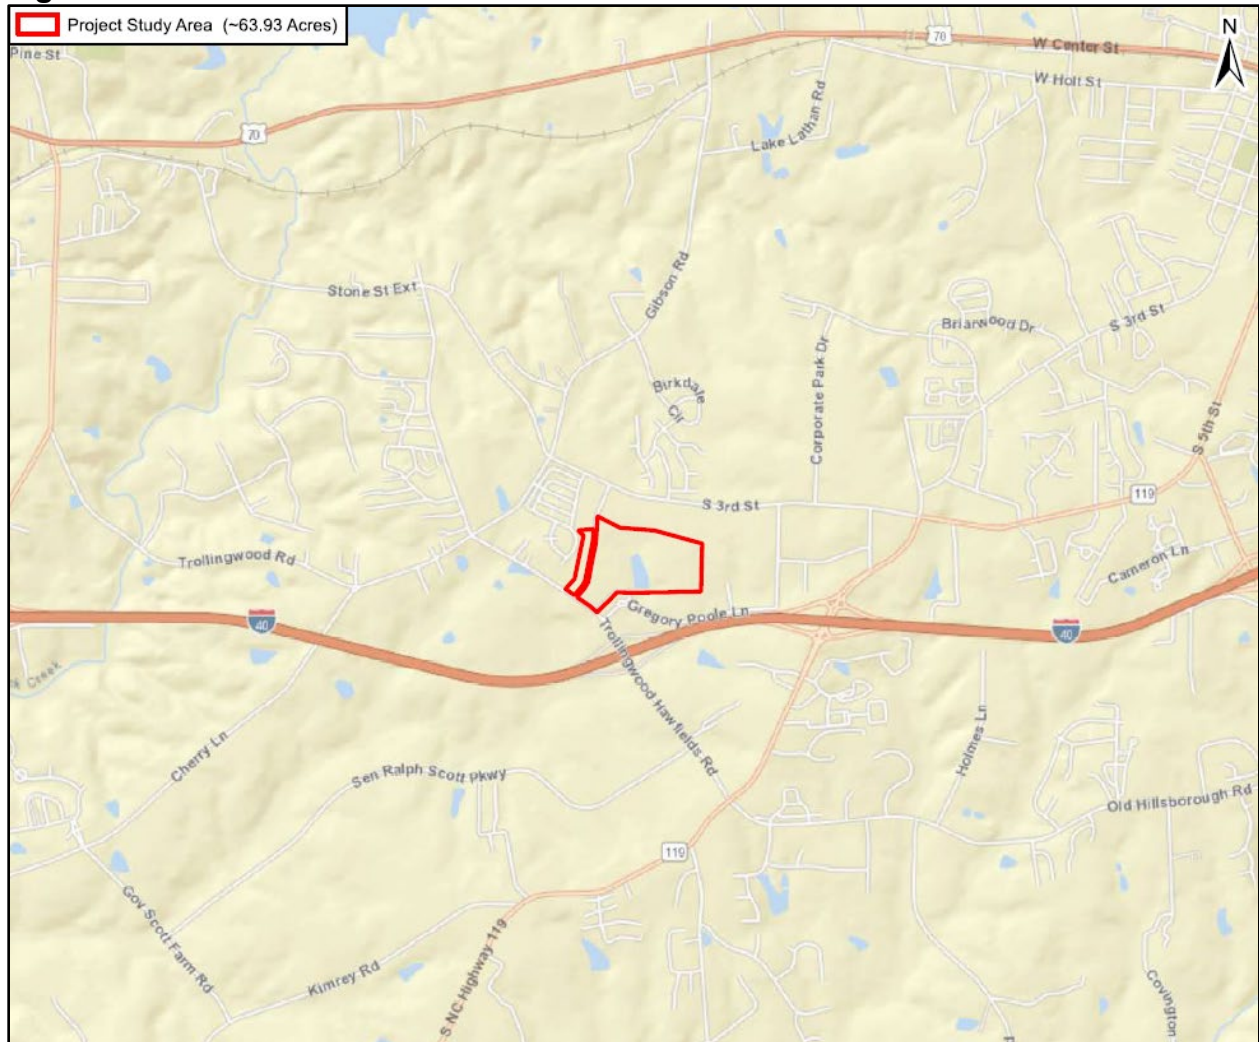 Project Study Area (~63.93 Acres)
N
Pine St
70
W Center St
W Holt St
70
Lake Lathan Rd
Gibson Rd
Stone St Ext
Briarwood Dr
S 3rd St
Birkdale
Cir
Corporate Park Dr
S 5th St
S 3rd St
119
Trollingwood Rd
Cameron Ln
Gregory Poole Ln
40
40
Creek
Trollingwood Hawfields Rd
Cherry Ln
Holmes Ln
Sen Ralph Scott Pkwy
Old Hillsborough Rd
119
Gov Scott Farm Rd
Kimrey Rd
S NC Highway 119
Covington